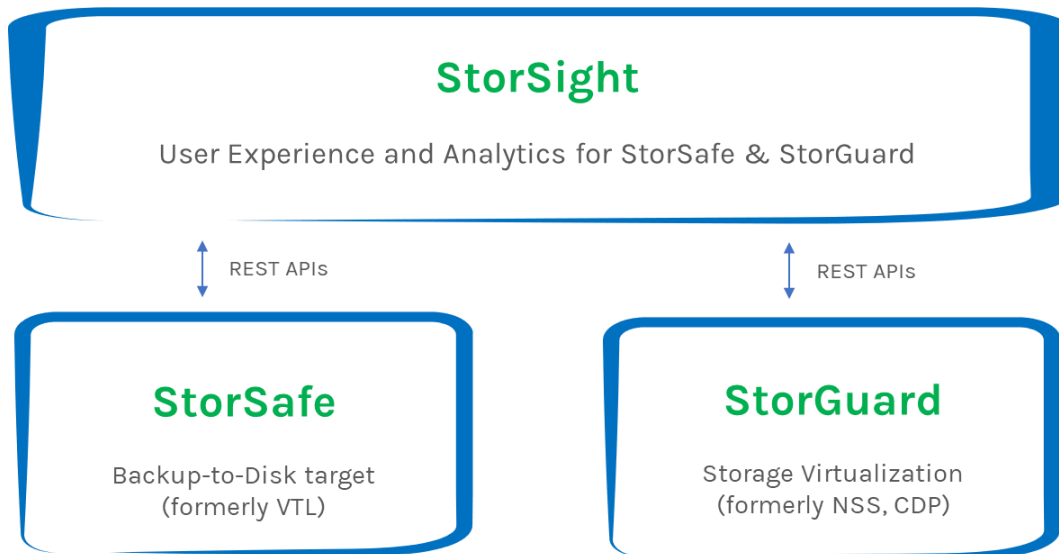 StorSight
User Experience and Analytics for StorSafe & StorGuard
REST APIs
REST APIs
StorSafe
Backup-to-Disk target
(formerly VTL)
StorGuard
Storage Virtualization
(formerly NSS, CDP)